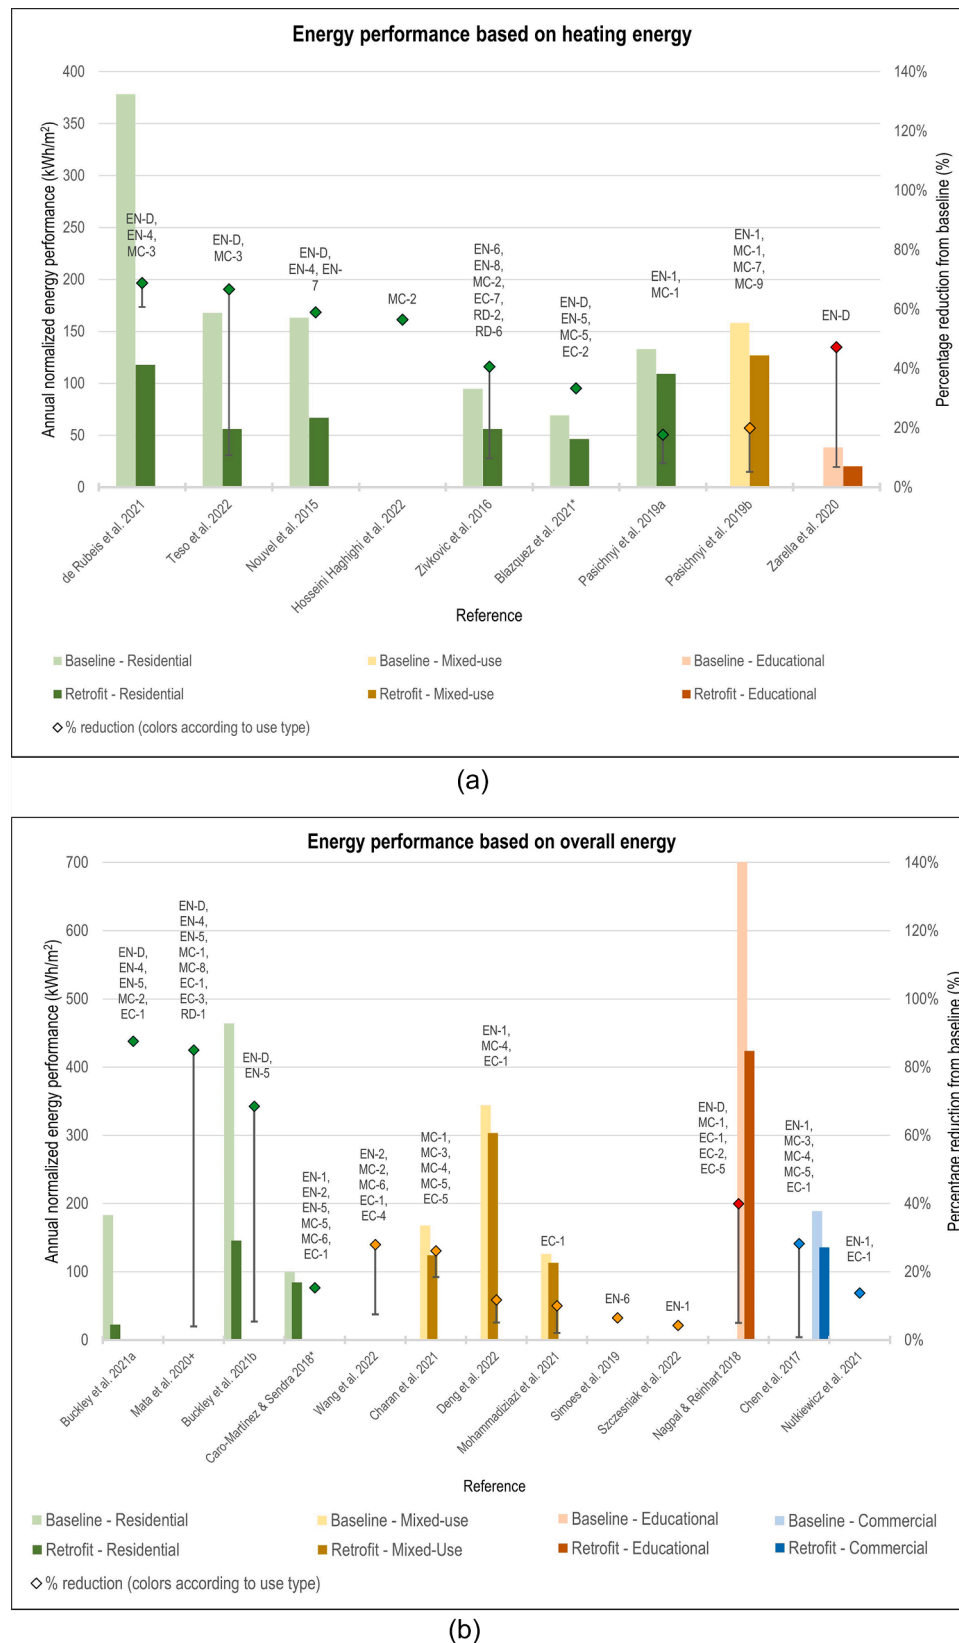 Energy performance based on heating energy
Annual normalized energy performance (kWh/m²)
400
350
300
250
200
150
100
50
0
140%
120%
100%
80%
60%
40%
20%
0%
Percentage reduction from baseline (%)
EN-D,
EN-4,
MC-3
EN-D,
MC-3
EN-D,
EN-4, EN-
7
MC-2
EN-6,
EN-8,
MC-2,
EC-7,
RD-2,
RD-6
EN-D,
EN-5,
MC-5,
EC-2
EN-1,
MC-1
EN-1,
MC-1,
MC-7,
MC-9
EN-D
de Rubeis et al. 2021
Teso et al. 2022
Nouvel et al. 2015
Hosseini Haghighi et al. 2022
Zivkovic et al. 2016
Blazquez et al. 2021*
Pasichnyi et al. 2019a
Pasichnyi et al. 2019b
Zarella et al. 2020
Reference
Baseline - Residential
Baseline - Mixed-use
Baseline - Educational
Retrofit - Residential
Retrofit - Mixed-use
Retrofit - Educational
% reduction (colors according to use type)
(a)
Energy performance based on overall energy
Annual normalized energy performance (kWh/m²)
700
600
500
400
300
200
100
0
140%
120%
100%
80%
60%
40%
20%
0%
Percentage reduction from baseline (%)
EN-D,
EN-4,
EN-5,
MC-2,
EC-1
EN-D,
EN-4,
EN-5,
MC-1,
MC-8,
EC-1,
EC-3,
RD-1
EN-D,
EN-5
EN-1,
EN-2,
EN-5,
MC-5,
MC-6,
EC-1
EN-2,
MC-2,
MC-6,
EC-1,
EC-4
MC-1,
MC-3,
MC-4,
MC-5,
EC-5
EN-1,
MC-4,
EC-1
EC-1
EN-6
EN-1
EN-D,
MC-1,
EC-1,
EC-2,
EC-5
EN-1,
MC-3,
MC-4,
MC-5,
EC-1
EN-1,
EC-1
Buckley et al. 2021a
Mata et al. 2020+
Buckley et al. 2021b
Caro-Martinez & Sendra 2018*
Wang et al. 2022
Charan et al. 2021
Deng et al. 2022
Mohammadiziazi et al. 2021
Simoes et al. 2019
Szczesniak et al. 2022
Nagpal & Reinhart 2018
Chen et al. 2017
Nutkiewicz et al. 2021
Reference
Baseline - Residential
Baseline - Mixed-use
Baseline - Educational
Baseline - Commercial
Retrofit - Residential
Retrofit - Mixed-Use
Retrofit - Educational
Retrofit - Commercial
% reduction (colors according to use type)
(b)